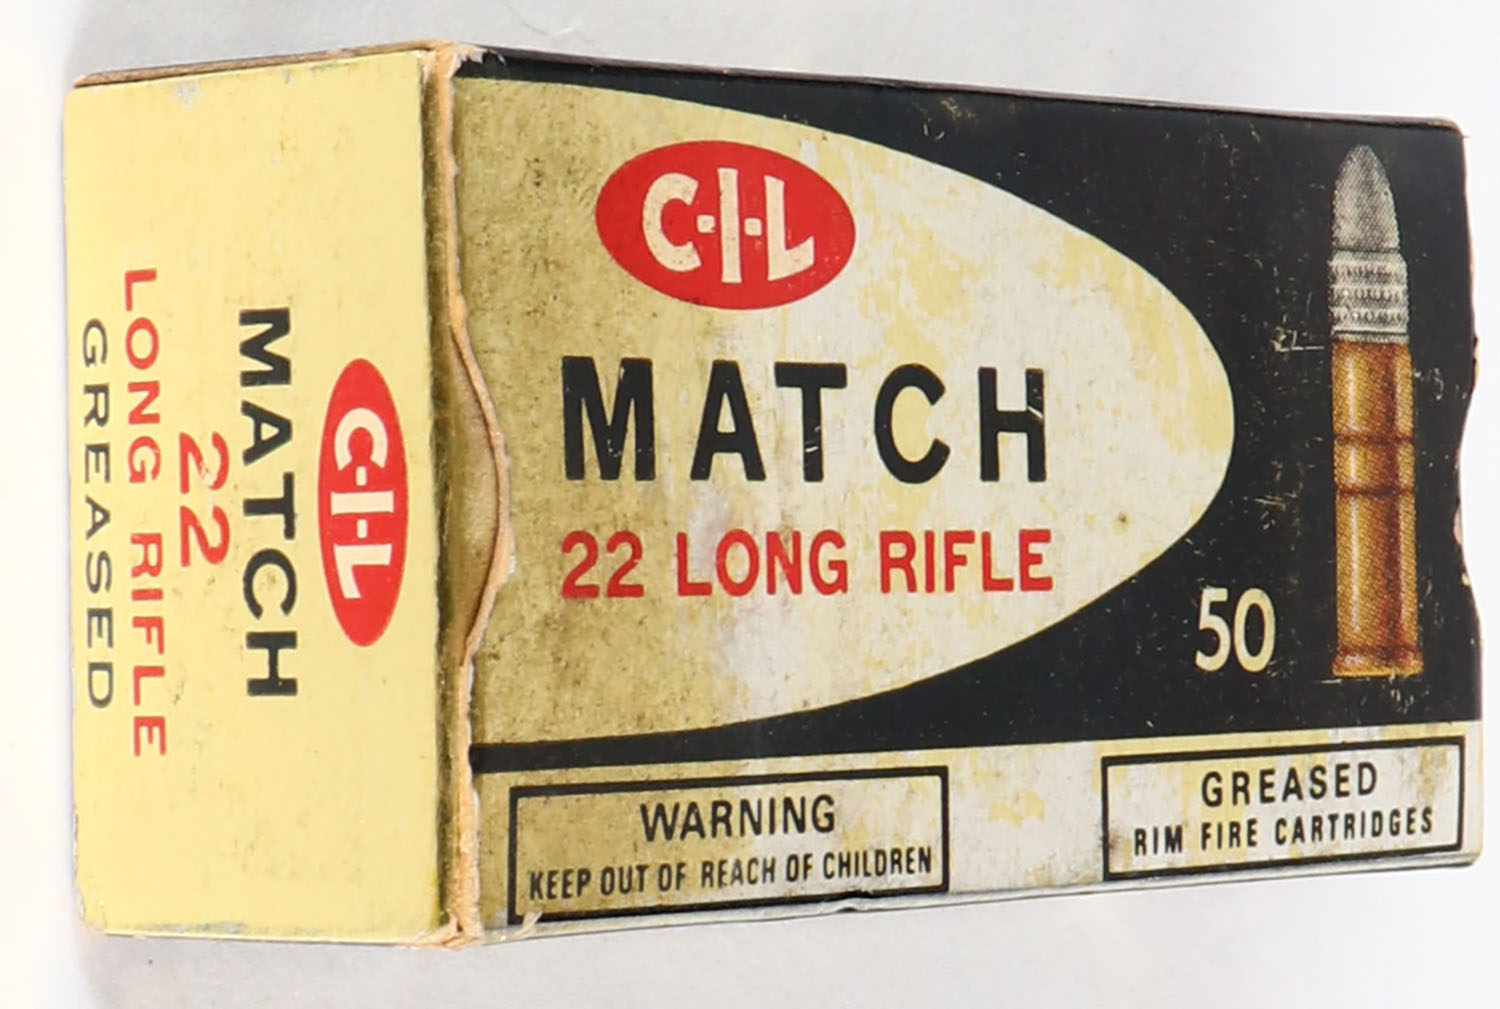 C-I-L
MATCH
22 LONG RIFLE
50
WARNING
KEEP OUT OF REACH OF CHILDREN
GREASED
RIM FIRE CARTRIDGES
C-I-L
MATCH
22
LONG RIFLE
GREASED